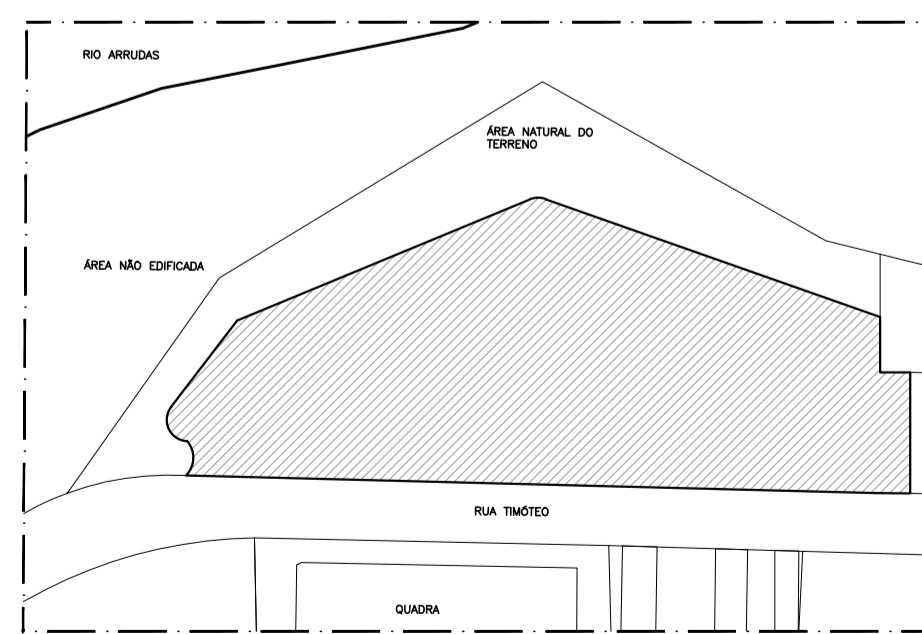 RIO ARRUDAS
ÁREA NATURAL DO
TERRENO
ÁREA NÃO EDIFICADA
RUA TIMÓTEO
QUADRA